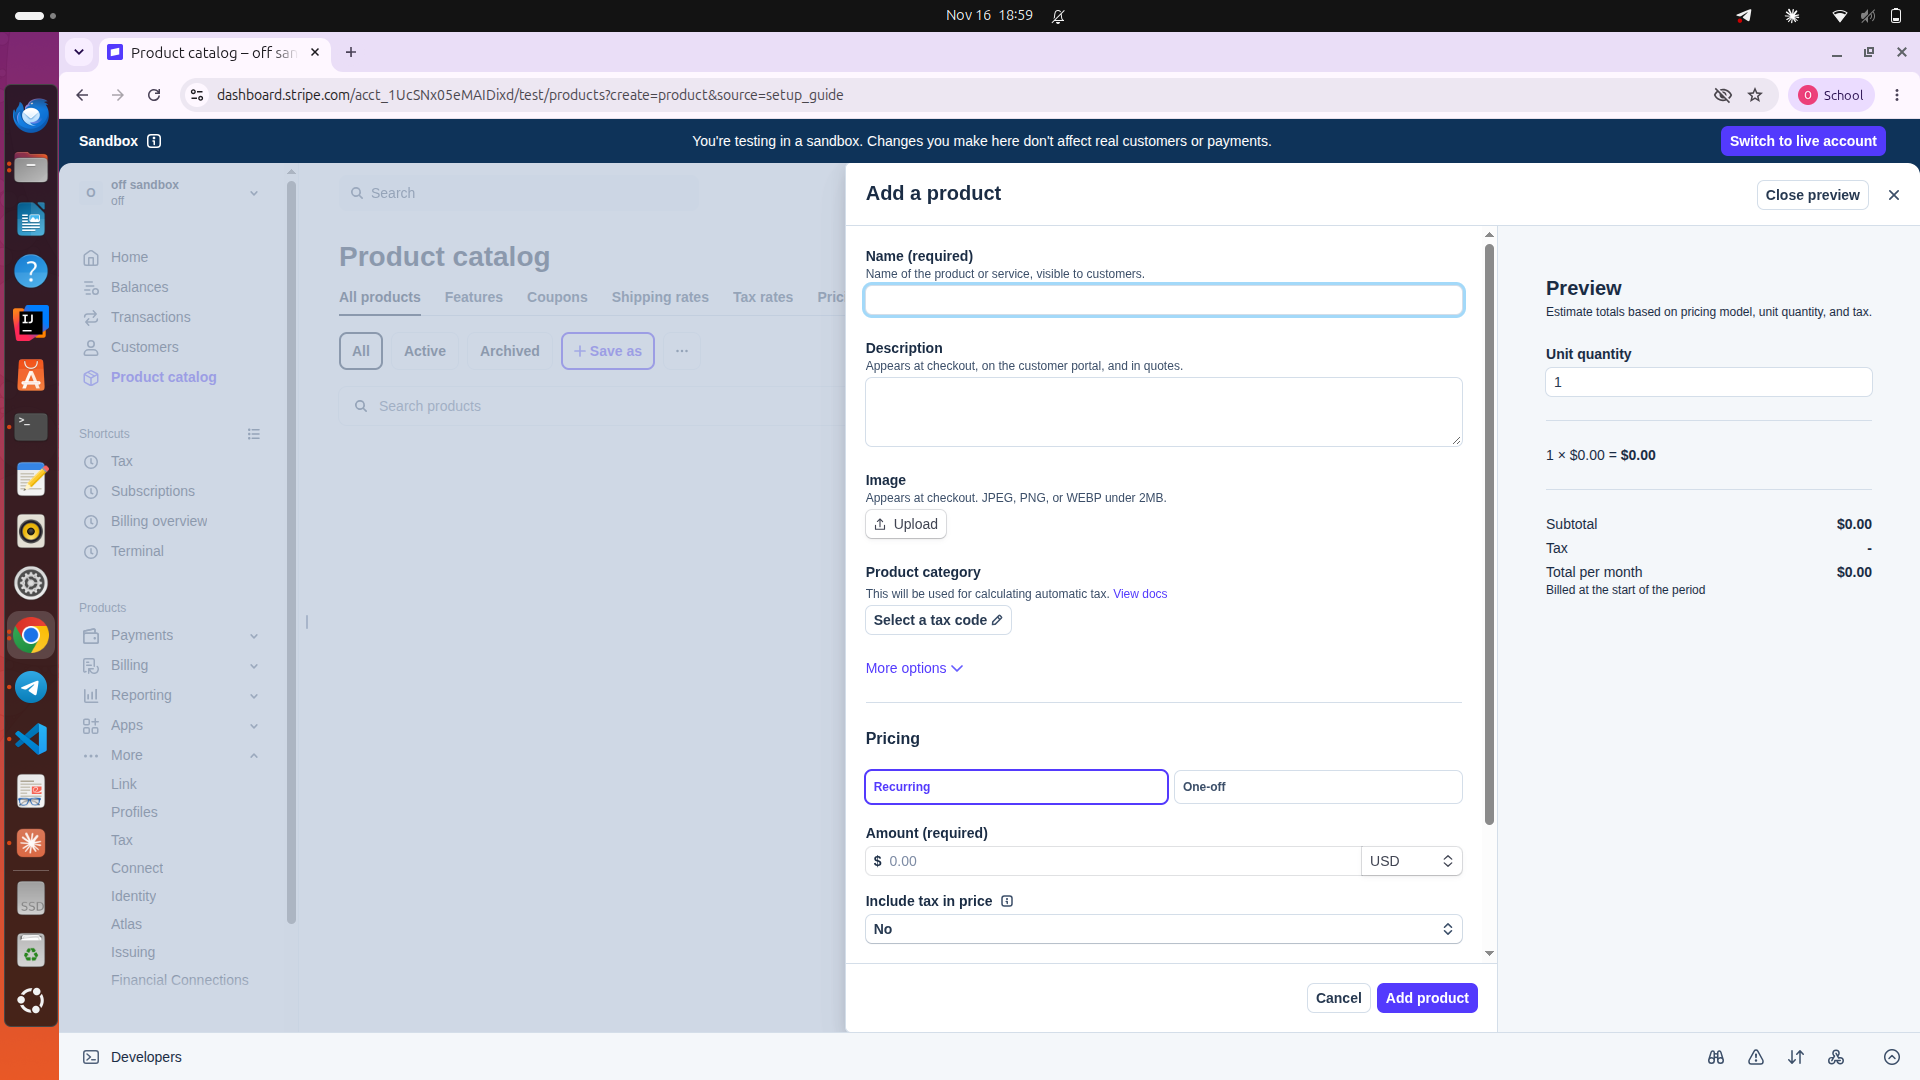 Nov 16 18:59
Product catalog – off san
dashboard.stripe.com/acct_1UcSNx05eMAIDixd/test/products?create=product&source=setup_guide
O School
Sandbox
You're testing in a sandbox. Changes you make here don't affect real customers or payments.
Switch to live account
O
off sandbox
off
Home
Balances
Transactions
Customers
Product catalog
Shortcuts
Tax
Subscriptions
Billing overview
Terminal
Products
Payments
Billing
Reporting
Apps
More
Link
Profiles
Tax
Connect
Identity
Atlas
Issuing
Financial Connections
Search
Product catalog
All products Features Coupons Shipping rates Tax rates Pric
All Active Archived Save as
Search products
Add a product
Close preview
Name (required)
Name of the product or service, visible to customers.
Description
Appears at checkout, on the customer portal, and in quotes.
Image
Appears at checkout. JPEG, PNG, or WEBP under 2MB.
Upload
Product category
This will be used for calculating automatic tax. View docs
Select a tax code
More options
Pricing
Recurring
One-off
Amount (required)
$ 0.00
USD
Include tax in price
No
Cancel
Add product
Preview
Estimate totals based on pricing model, unit quantity, and tax.
Unit quantity
1
1 × $0.00 = $0.00
Subtotal $0.00
Tax -
Total per month $0.00
Billed at the start of the period
Developers
IJ
SSD